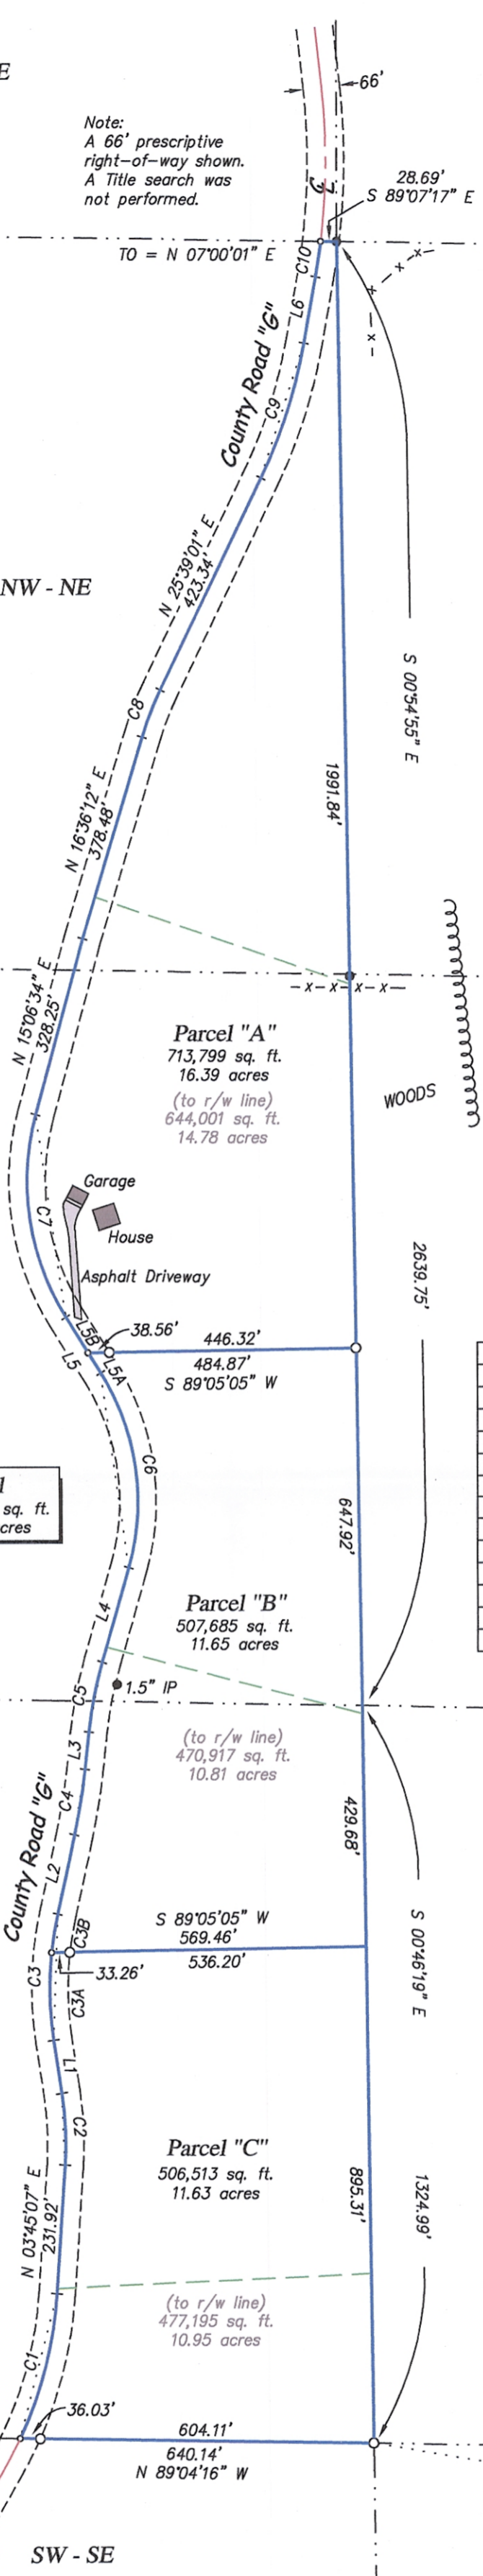 E
66'
Note:
A 66' prescriptive
right-of-way shown.
A Title search was
not performed.
28.69'
S 89°07'17" E
TO = N 07°00'01" E
C10
L6
County Road "G"
C9
N 25°39'01" E
423.34'
NW - NE
S 00°54'55" E
C8
1991.84'
N 16°36'12" E
378.48'
N 15°06'34" E
328.25'
Parcel "A"
713,799 sq. ft.
16.39 acres
(to r/w line)
644,001 sq. ft.
14.78 acres
WOODS
Garage
C7
House
Asphalt Driveway
2639.75'
L5B
38.56'
446.32'
L5
L5A
484.87'
S 89°05'05" W
C6
sq. ft.
cres
647.92'
L4
Parcel "B"
507,685 sq. ft.
11.65 acres
1.5" IP
C5
L3
(to r/w line)
470,917 sq. ft.
10.81 acres
C4
429.68'
County Road "G"
L2
S 89°05'05" W
569.46'
C3B
536.20'
33.26'
C3
C3A
S 00°46'19" E
L1
C2
Parcel "C"
506,513 sq. ft.
11.63 acres
N 03°45'07" E
231.92'
895.31'
1324.99'
(to r/w line)
477,195 sq. ft.
10.95 acres
C1
36.03'
604.11'
640.14'
N 89°04'16" W
SW - SE